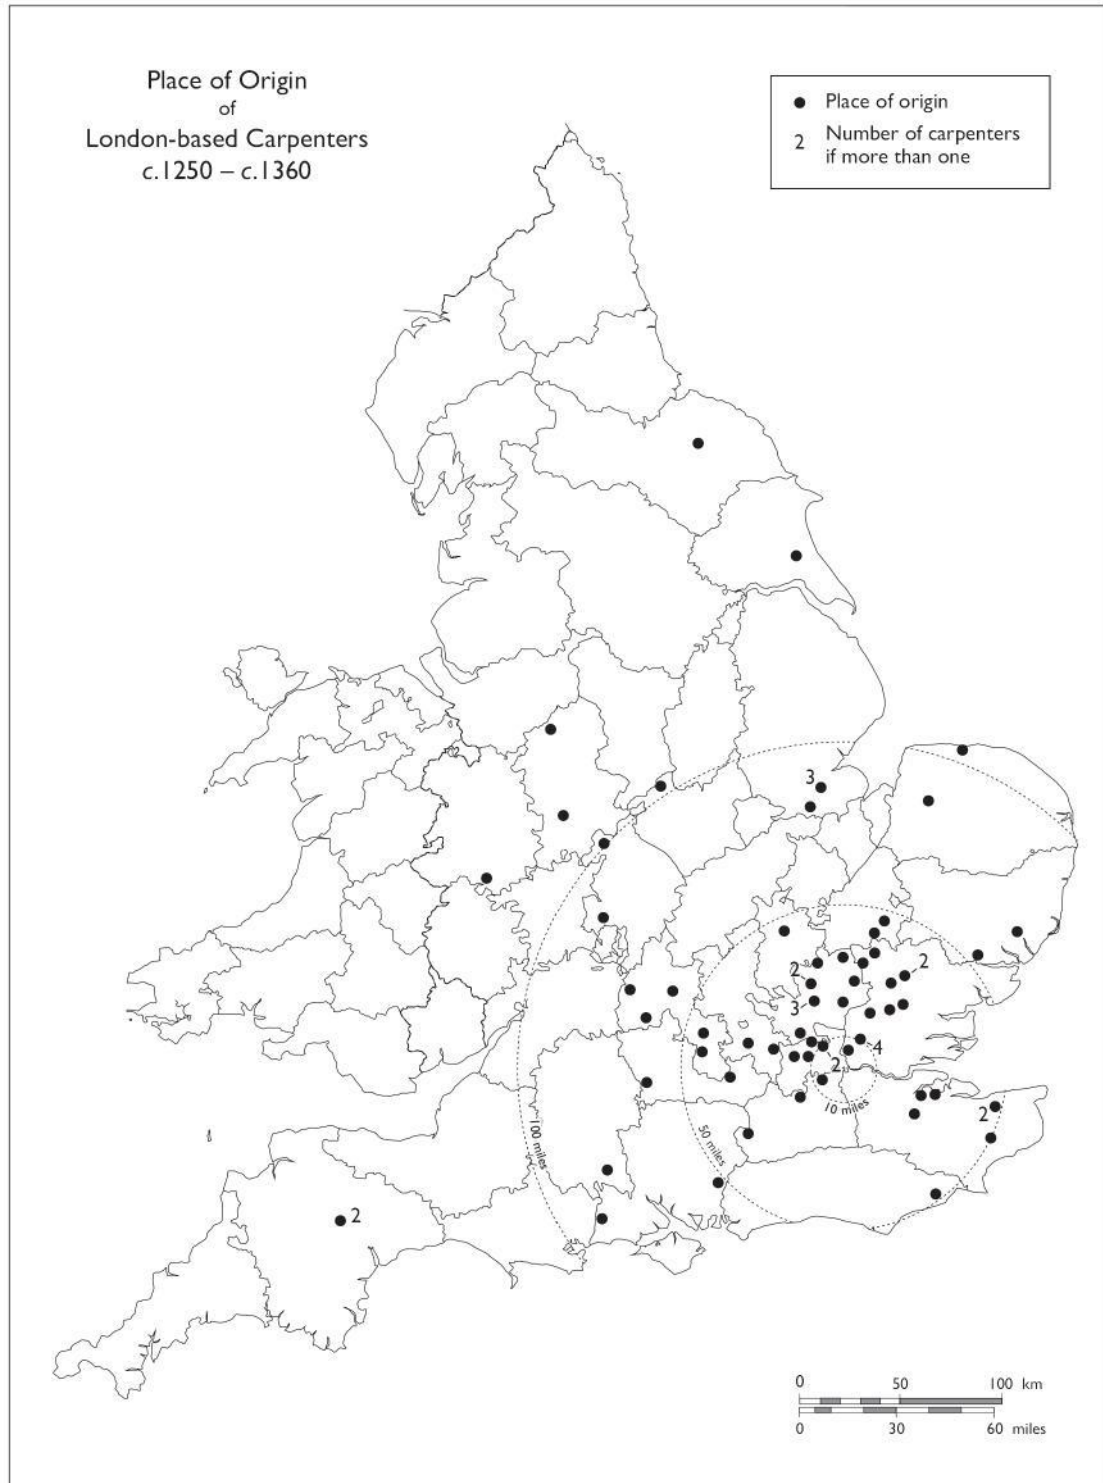 Place of Origin
of
London-based Carpenters
c.1250 – c.1360
Place of origin
2 Number of carpenters
if more than one
3
2
2
3
4
2
10 miles
2
50 miles
100 miles
2
0 50 100 km
0 30 60 miles